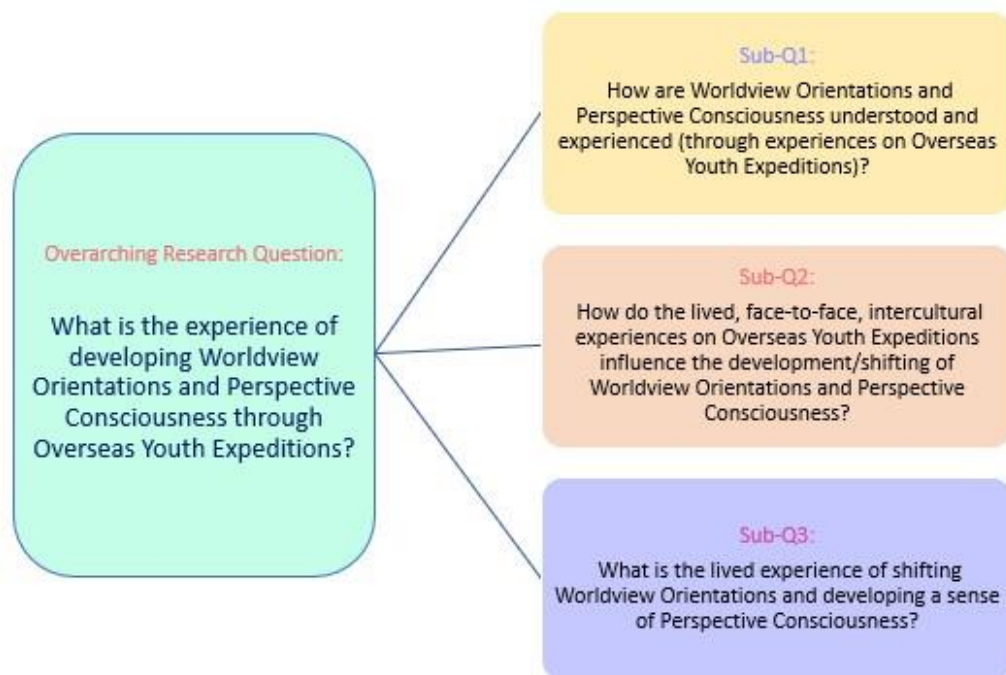 Overarching Research Question:
What is the experience of
developing Worldview
Orientations and Perspective
Consciousness through
Overseas Youth Expeditions?
Sub-Q1:
How are Worldview Orientations and
Perspective Consciousness understood and
experienced (through experiences on Overseas
Youth Expeditions)?
Sub-Q2:
How do the lived, face-to-face, intercultural
experiences on Overseas Youth Expeditions
influence the development/shifting of
Worldview Orientations and Perspective
Consciousness?
Sub-Q3:
What is the lived experience of shifting
Worldview Orientations and developing a sense
of Perspective Consciousness?